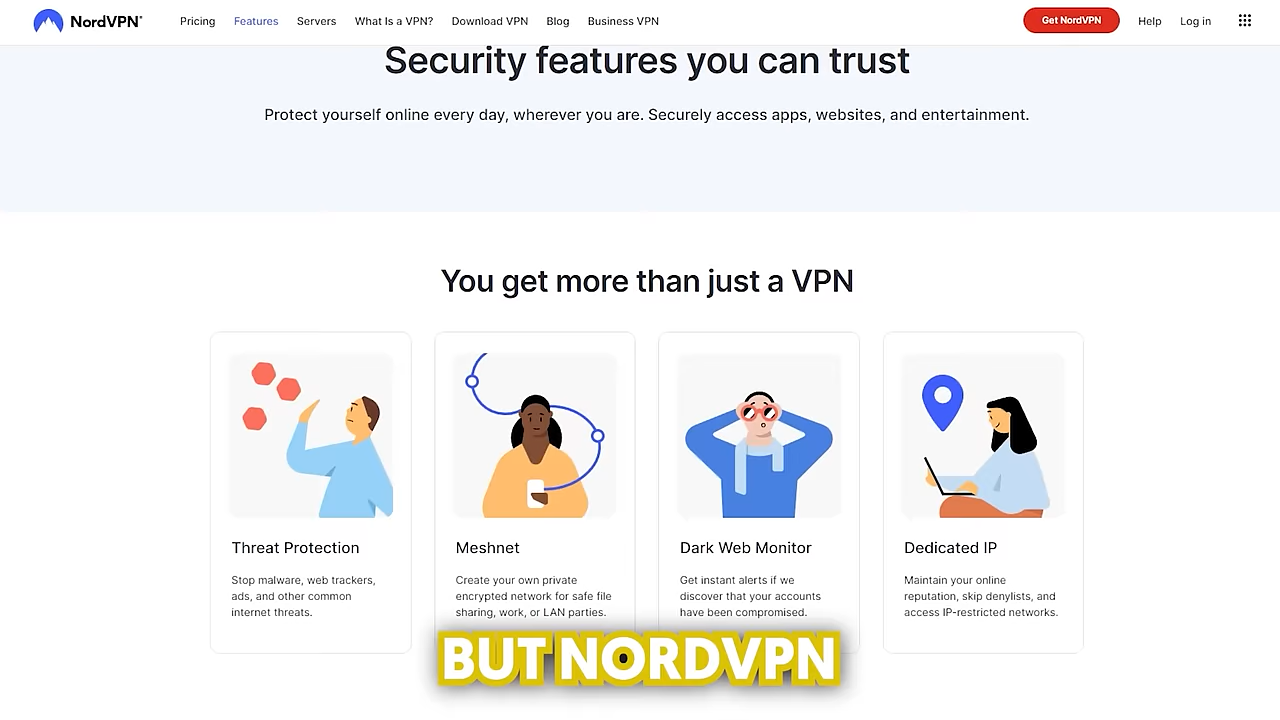 NordVPN®
Pricing
Features
Servers
What Is a VPN?
Download VPN
Blog
Business VPN
Get NordVPN
Help
Log in
Security features you can trust
Protect yourself online every day, wherever you are. Securely access apps, websites, and entertainment.
You get more than just a VPN
Threat Protection
Stop malware, web trackers,
ads, and other common
internet threats.
Meshnet
Create your own private
encrypted network for safe file
sharing, work, or LAN parties.
Dark Web Monitor
Get instant alerts if we
discover that your accounts
have been compromised.
Dedicated IP
Maintain your online
reputation, skip denylists, and
access IP-restricted networks.
BUT NORDVPN